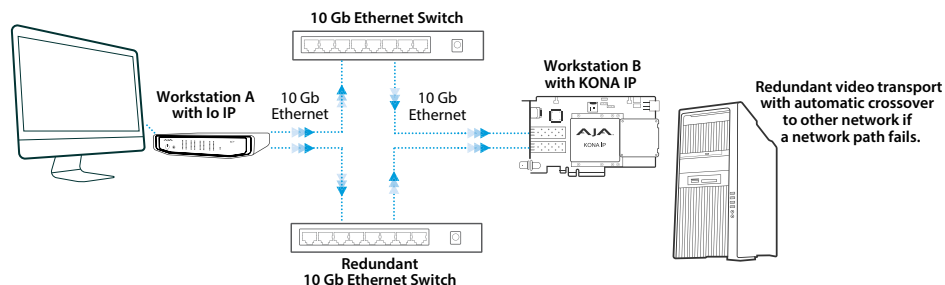 10 Gb Ethernet Switch
Workstation A
with Io IP
10 Gb
Ethernet
10 Gb
Ethernet
Workstation B
with KONA IP
AJA
KONA IP
Redundant video transport
with automatic crossover
to other network if
a network path fails.
Redundant
10 Gb Ethernet Switch